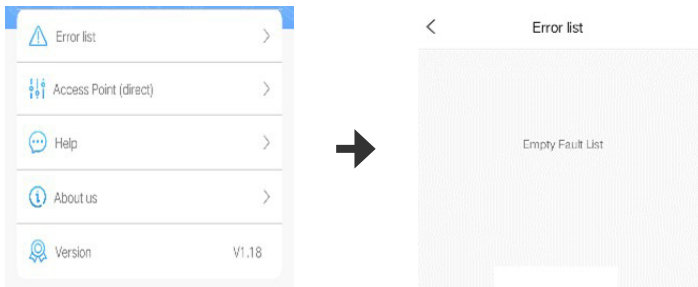 Error list
Access Point (direct)
Help
About us
Version V1.18
Error list
Empty Fault List